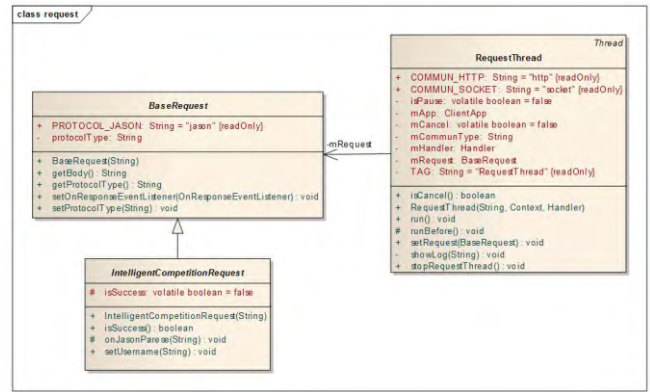 class request
BaseRequest
+ PROTOCOL_JASON: String = "jason" {readOnly}
- protocolType: String
+ BaseRequest(String)
+ getBody() : String
+ getProtocolType() : String
+ setOnResponseEventListener(OnResponseEventListener) : void
+ setProtocolType(String) : void
IntelligentCompetitionRequest
# isSuccess: volatile boolean = false
+ IntelligentCompetitionRequest(String)
+ isSuccess() : boolean
# onJasonParese(String) : void
+ setUsername(String) : void
-mRequest
Thread
RequestThread
+ COMMUN_HTTP: String = "http" {readOnly}
+ COMMUN_SOCKET: String = "socket" {readOnly}
- isPause: volatile boolean = false
- mApp: ClientApp
- mCancel: volatile boolean = false
- mCommunType: String
- mHandler: Handler
- mRequest: BaseRequest
- TAG: String = "RequestThread" {readOnly}
+ isCancel() : boolean
+ RequestThread(String, Context, Handler)
+ run() : void
# runBefore() : void
+ setRequest(BaseRequest) : void
- showLog(String) : void
+ stopRequestThread() : void